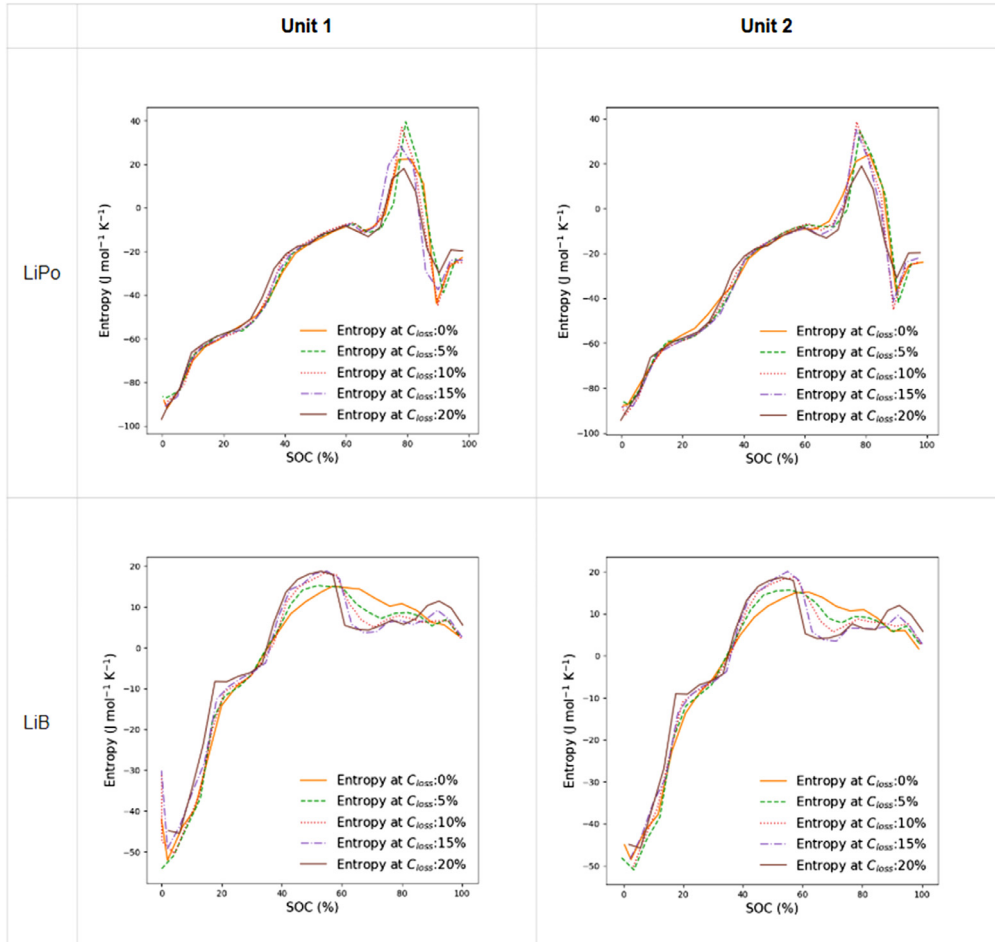 Unit 1
Unit 2
LiPo
Entropy (J mol⁻¹ K⁻¹)
40
20
0
−20
−40
−60
−80
−100
Entropy at C_loss:0%
Entropy at C_loss:5%
Entropy at C_loss:10%
Entropy at C_loss:15%
Entropy at C_loss:20%
0 20 40 60 80 100
SOC (%)
Entropy (J mol⁻¹ K⁻¹)
40
20
0
−20
−40
−60
−80
−100
Entropy at C_loss:0%
Entropy at C_loss:5%
Entropy at C_loss:10%
Entropy at C_loss:15%
Entropy at C_loss:20%
0 20 40 60 80 100
SOC (%)
LiB
Entropy (J mol⁻¹ K⁻¹)
20
10
0
−10
−20
−30
−40
−50
Entropy at C_loss:0%
Entropy at C_loss:5%
Entropy at C_loss:10%
Entropy at C_loss:15%
Entropy at C_loss:20%
0 20 40 60 80 100
SOC (%)
Entropy (J mol⁻¹ K⁻¹)
20
10
0
−10
−20
−30
−40
−50
Entropy at C_loss:0%
Entropy at C_loss:5%
Entropy at C_loss:10%
Entropy at C_loss:15%
Entropy at C_loss:20%
0 20 40 60 80 100
SOC (%)